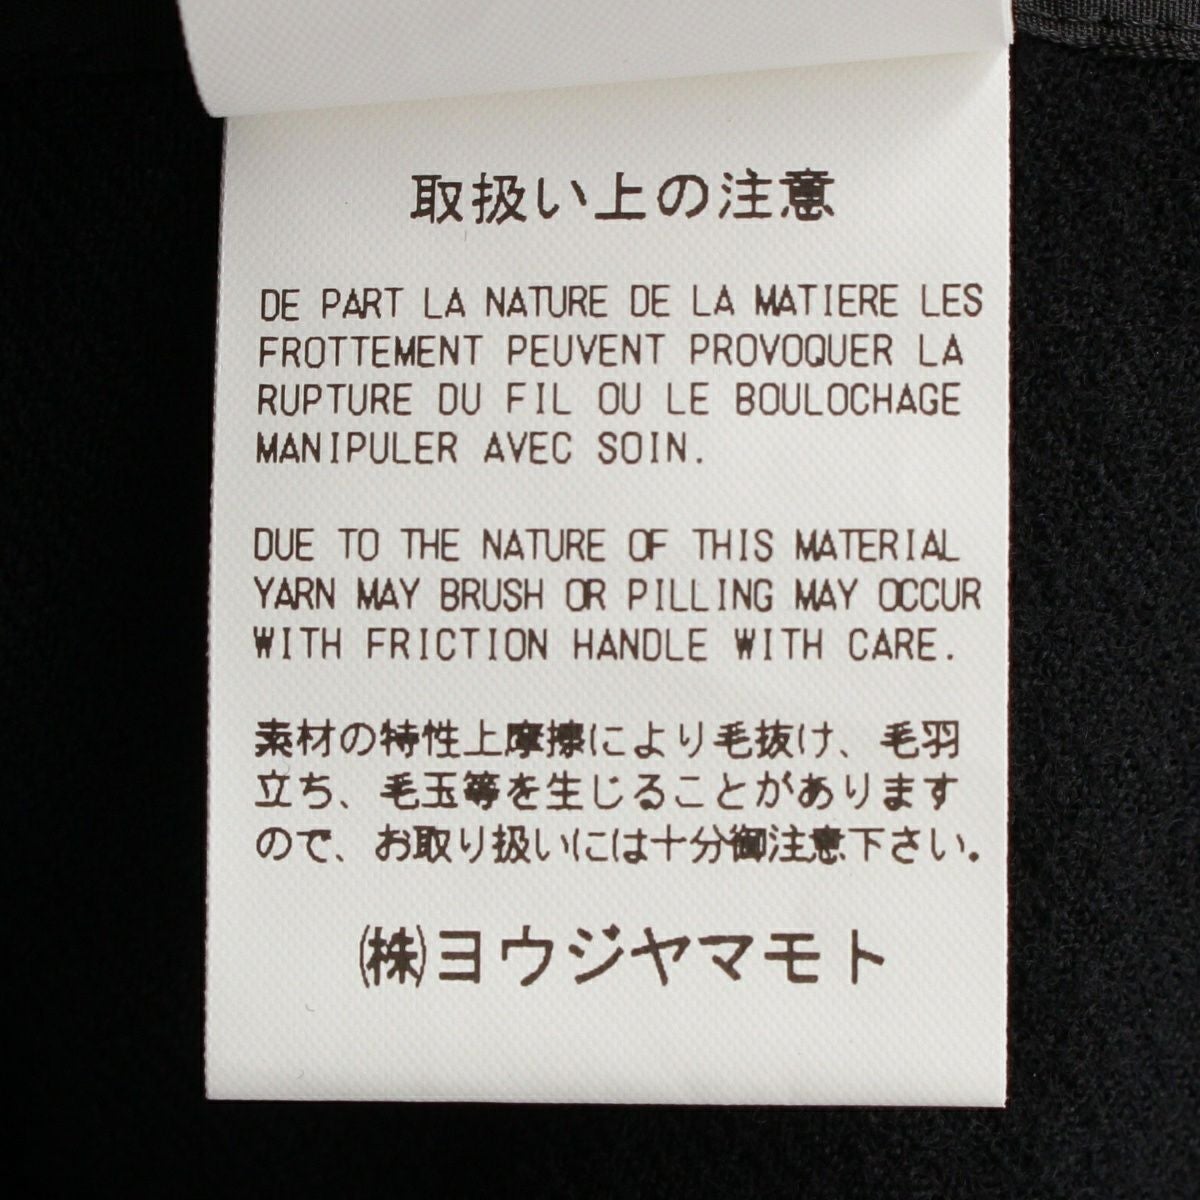 取扱い上の注意
DE PART LA NATURE DE LA MATIERE LES
FROTTEMENT PEUVENT PROVOQUER LA
RUPTURE DU FIL OU LE BOULOCHAGE
MANIPULER AVEC SOIN.
DUE TO THE NATURE OF THIS MATERIAL
YARN MAY BRUSH OR PILLING MAY OCCUR
WITH FRICTION HANDLE WITH CARE.
素材の特性上摩擦により毛抜け、毛羽
立ち、毛玉等を生じることがあります
ので、お取り扱いには十分御注意下さい。
㈱ヨウジヤマモト